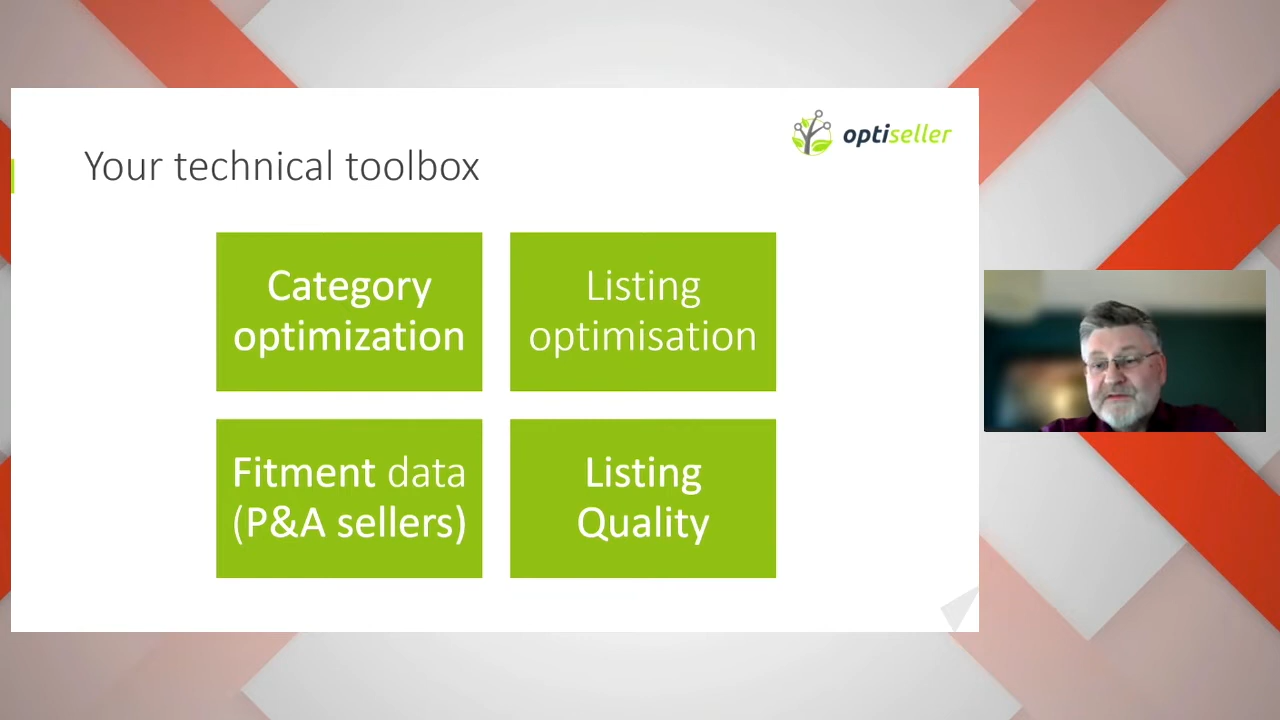 optiseller
Your technical toolbox
Category
optimization
Listing
optimisation
Fitment data
(P&A sellers)
Listing
Quality